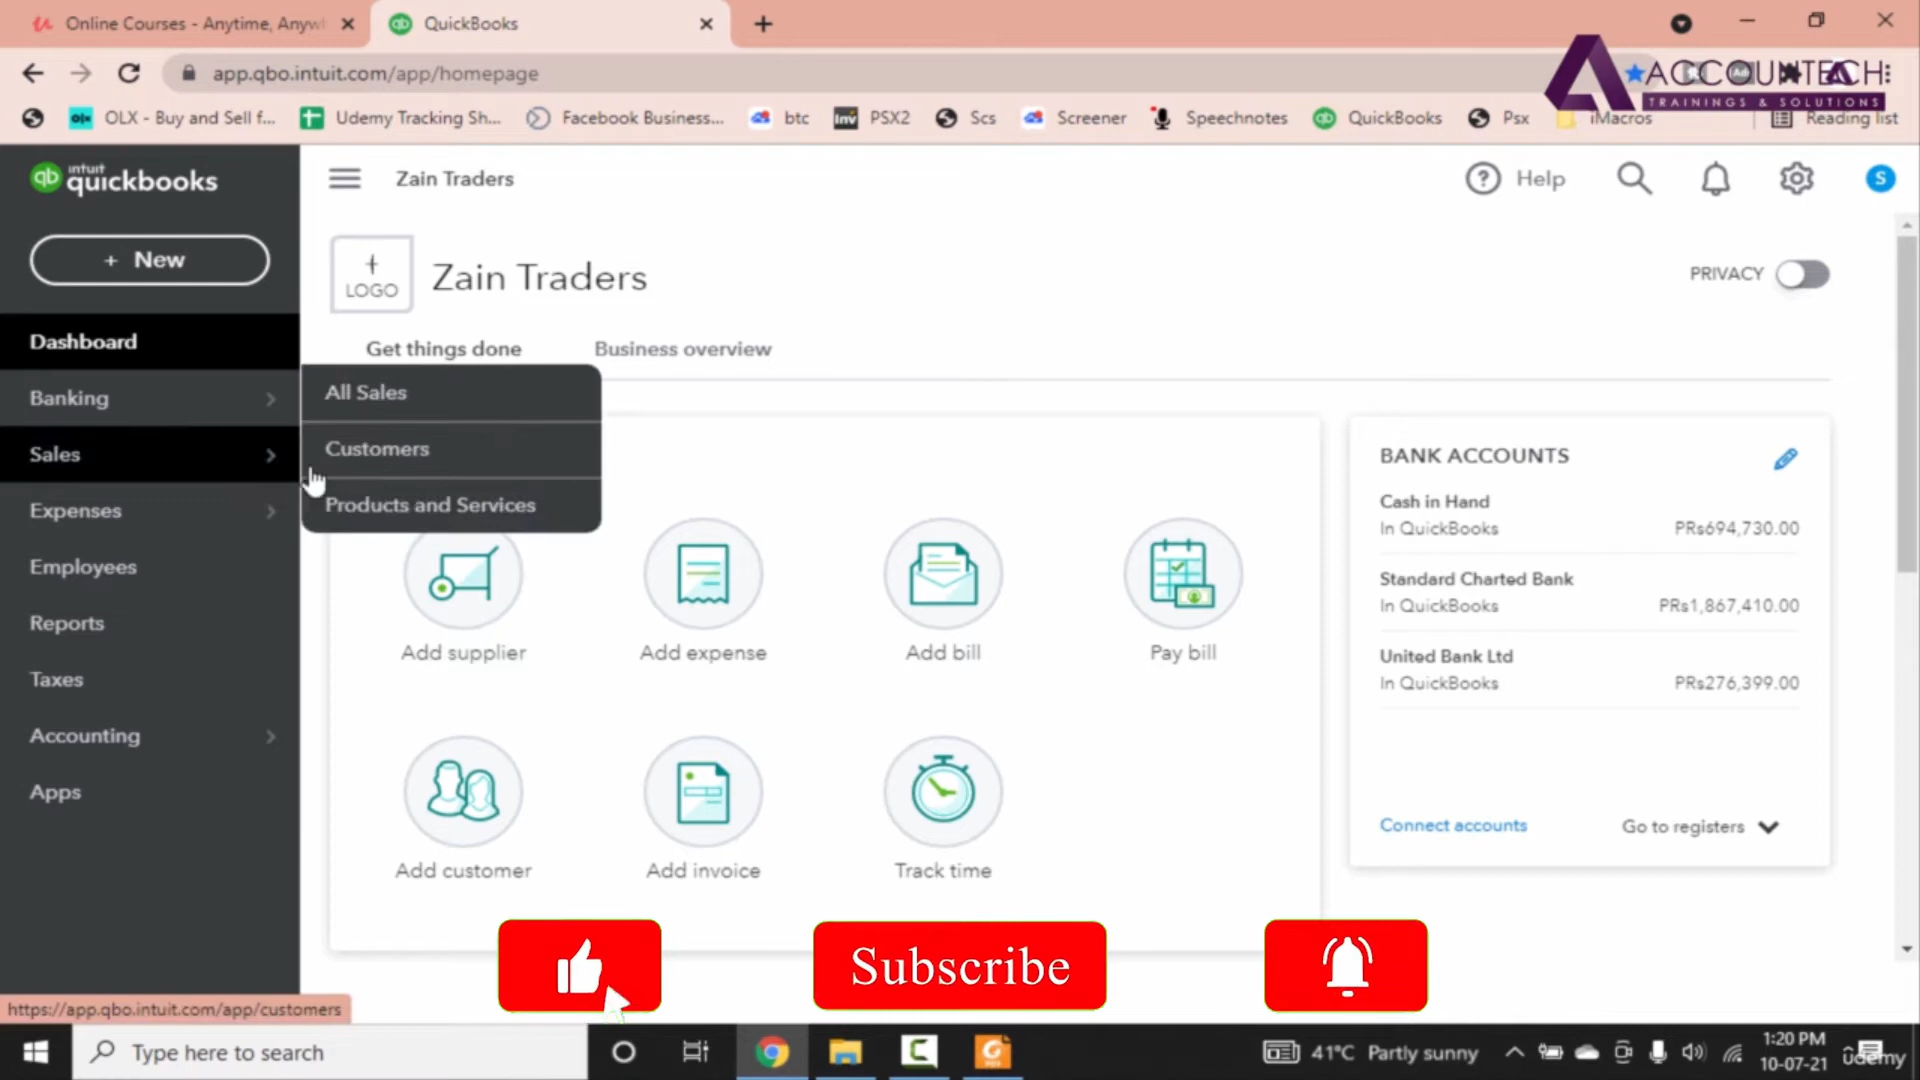 Online Courses - Anytime, Anywh
QuickBooks
app.qbo.intuit.com/app/homepage
ACCOUNTECH
TRAININGS & SOLUTIONS
OLX - Buy and Sell f...
Udemy Tracking Sh...
Facebook Business...
btc
PSX2
Scs
Screener
Speechnotes
QuickBooks
Psx
iMacros
Reading list
intuit
quickbooks
Zain Traders
Help
S
+ New
+
LOGO
Zain Traders
PRIVACY
Dashboard
Get things done
Business overview
Banking
All Sales
Sales
Customers
Expenses
Products and Services
Employees
Reports
Taxes
Accounting
Apps
BANK ACCOUNTS
Cash in Hand
In QuickBooks
PRs694,730.00
Standard Charted Bank
In QuickBooks
PRs1,867,410.00
United Bank Ltd
In QuickBooks
PRs276,399.00
Connect accounts
Go to registers
Add supplier
Add expense
Add bill
Pay bill
Add customer
Add invoice
Track time
Subscribe
https://app.qbo.intuit.com/app/customers
Type here to search
41°C Partly sunny
1:20 PM
10-07-21
ûdemy